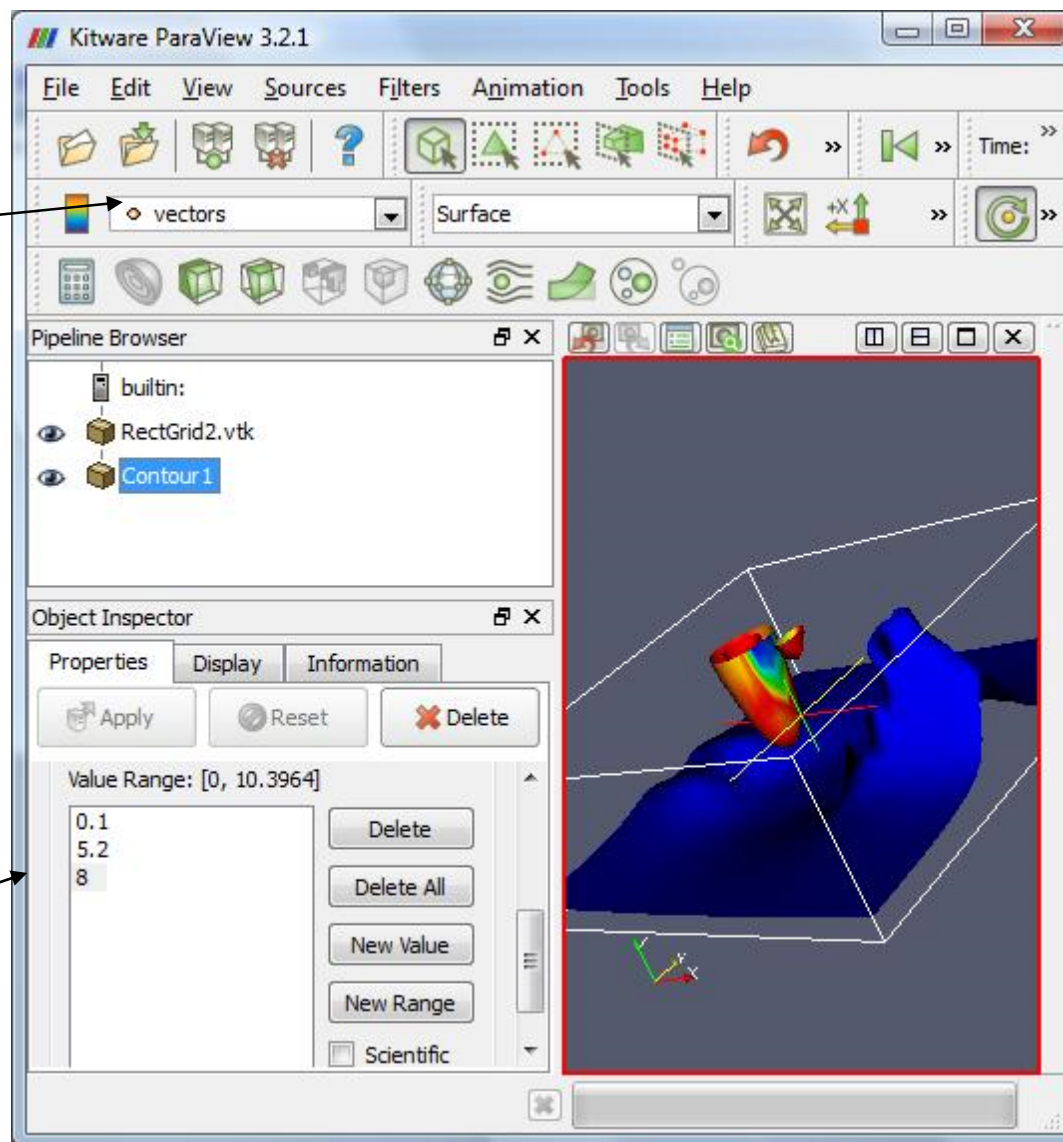 Kitware ParaView 3.2.1
File Edit View Sources Filters Animation Tools Help
» » Time: »
vectors Surface +X » »
Pipeline Browser
builtin:
RectGrid2.vtk
Contour1
Object Inspector
Properties Display Information
Apply Reset Delete
Value Range: [0, 10.3964]
0.1
5.2
8
Delete
Delete All
New Value
New Range
Scientific
Y
X